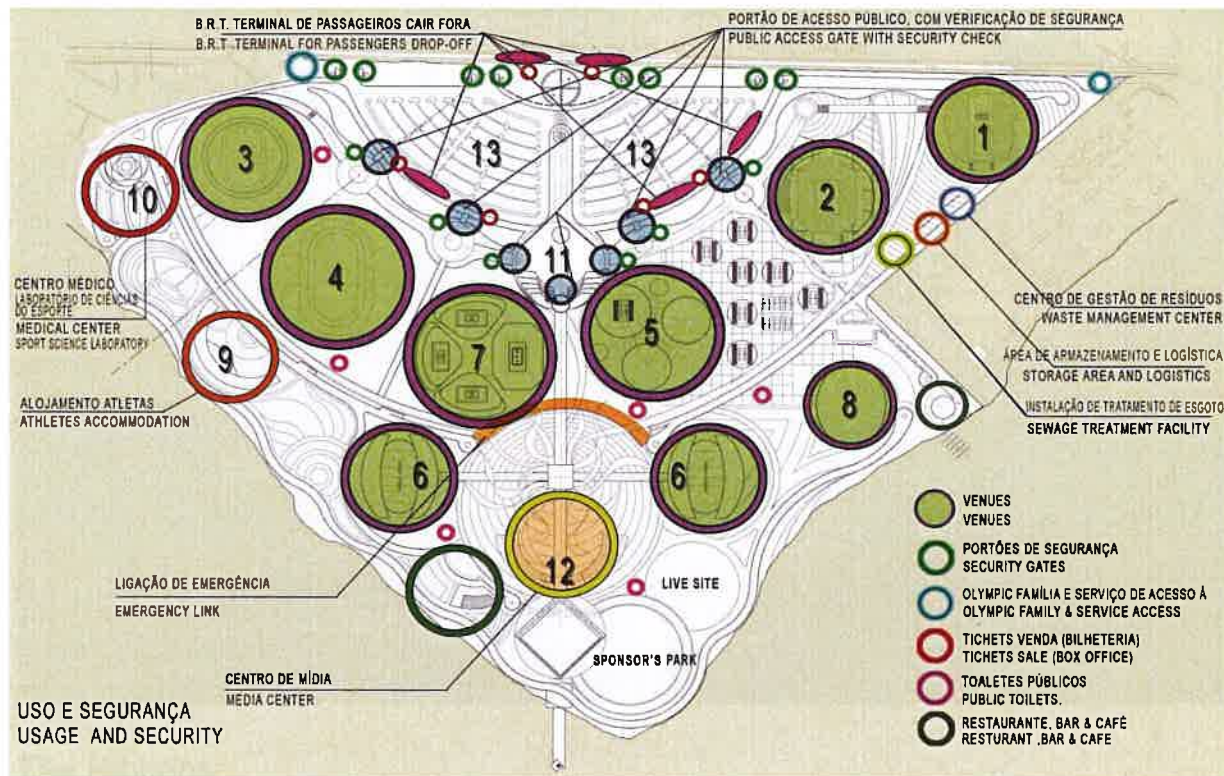 B.R.T. TERMINAL DE PASSAGEIROS CAIR FORA
B.R.T. TERMINAL FOR PASSENGERS DROP-OFF
PORTÃO DE ACESSO PÚBLICO, COM VERIFICAÇÃO DE SEGURANÇA
PUBLIC ACCESS GATE WITH SECURITY CHECK
1
2
3
13
13
10
4
11
5
7
9
8
6
6
12
CENTRO MÉDICO
LABORATÓRIO DE CIÊNCIAS
DO ESPORTE
MEDICAL CENTER
SPORT SCIENCE LABOPATORY
ALOJAMENTO ATLETAS
ATHLETES ACCOMMODATION
CENTRO DE GESTÃO DE RESÍDUOS
WASTE MANAGEMENT CENTER
ÁREA DE ARMAZENAMENTO E LOGÍSTICA
STORAGE AREA AND LOGISTICS
INSTALAÇÃO DE TRATAMENTO DE ESGOTO
SEWAGE TREATMENT FACILITY
LIGAÇÃO DE EMERGÊNCIA
EMERGENCY LINK
LIVE SITE
SPONSOR'S PARK
CENTRO DE MÍDIA
MEDIA CENTER
USO E SEGURANÇA
USAGE AND SECURITY
VENUES
VENUES
PORTÕES DE SEGURANÇA
SECURITY GATES
OLYMPIC FAMÍLIA E SERVIÇO DE ACESSO À
OLYMPIC FAMILY & SERVICE ACCESS
TICHETS VENDA (BILHETERIA)
TICHETS SALE (BOX OFFICE)
TOALETES PÚBLICOS
PUBLIC TOILETS.
RESTAURANTE, BAR & CAFÉ
RESTURANT ,BAR & CAFE